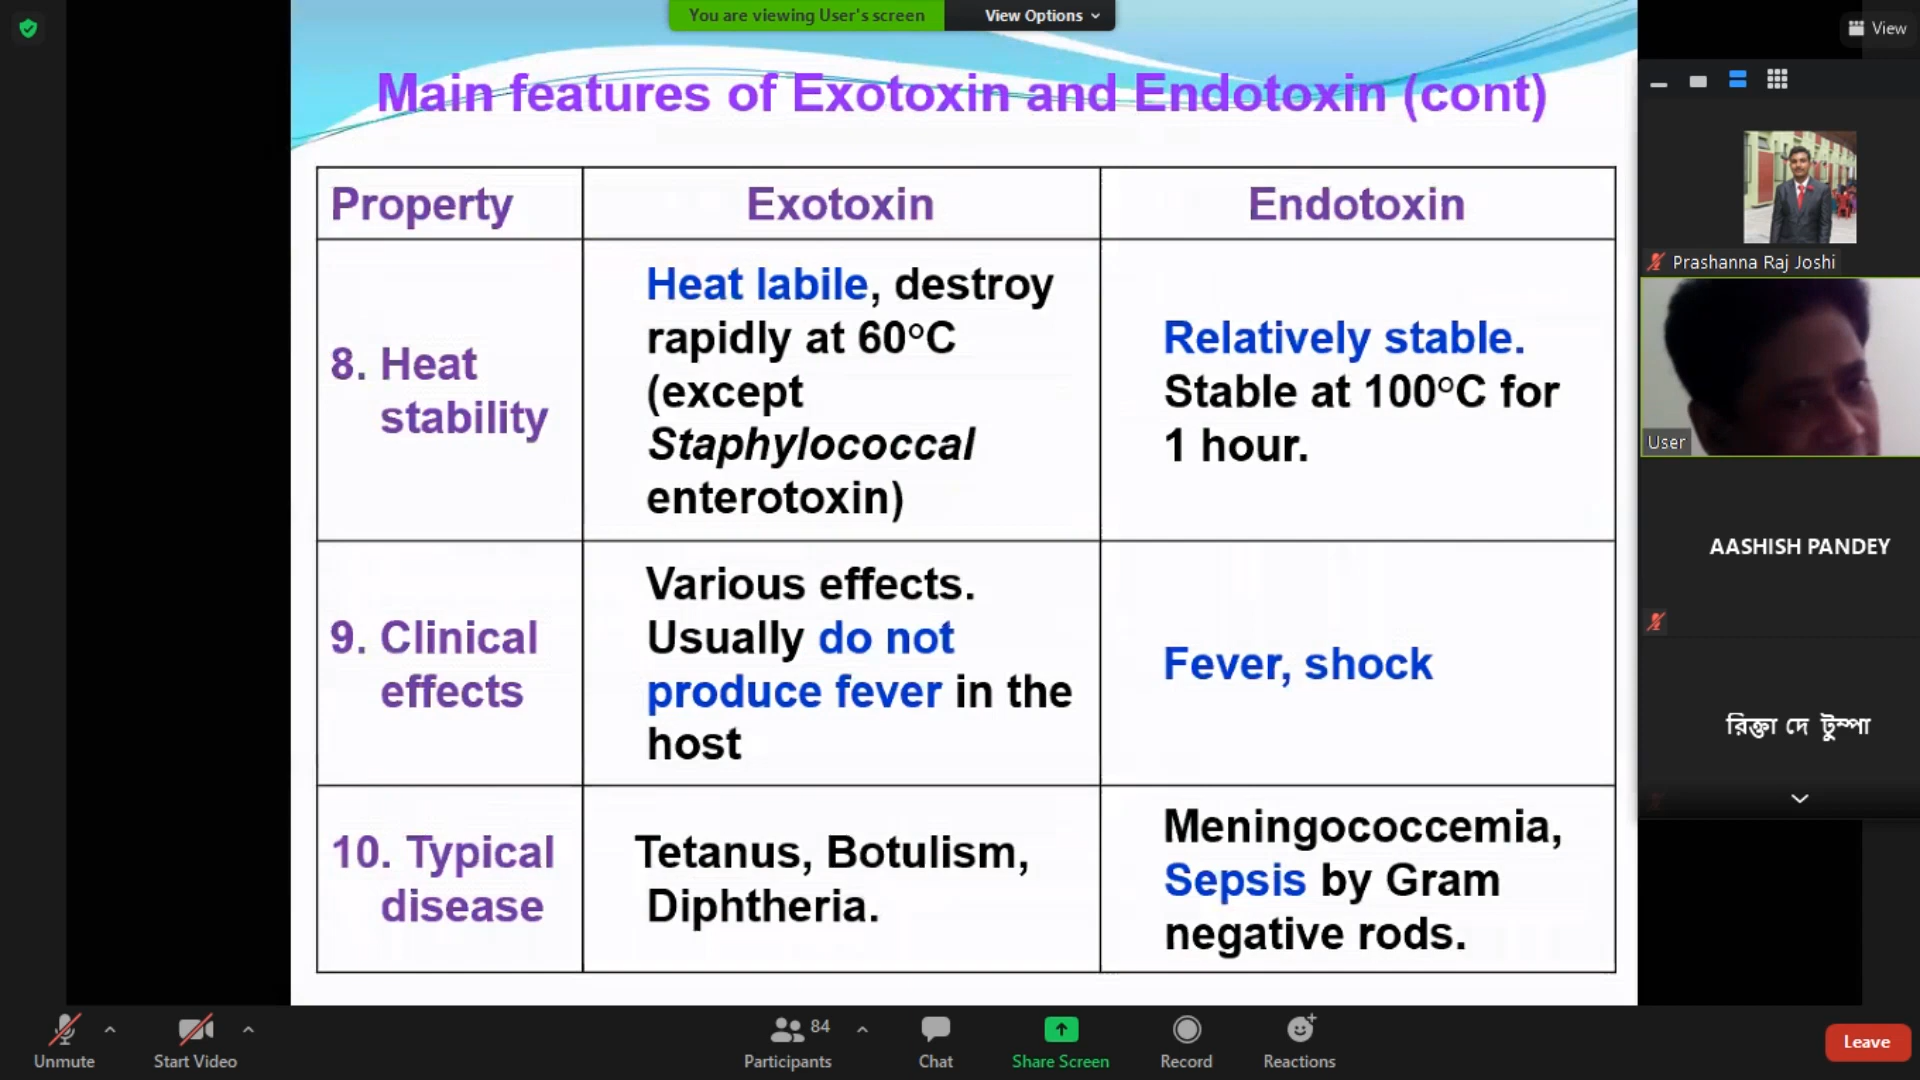 You are viewing User's screen
View Options
View
Main features of Exotoxin and Endotoxin (cont)
Property
Exotoxin
Endotoxin
8. Heat
stability
Heat labile, destroy
rapidly at 60°C
(except
Staphylococcal
enterotoxin)
Relatively stable.
Stable at 100°C for
1 hour.
9. Clinical
effects
Various effects.
Usually do not
produce fever in the
host
Fever, shock
10. Typical
disease
Tetanus, Botulism,
Diphtheria.
Meningococcemia,
Sepsis by Gram
negative rods.
Prashanna Raj Joshi
User
AASHISH PANDEY
রিক্তা দে টুম্পা
Unmute
Start Video
84
Participants
Chat
Share Screen
Record
Reactions
Leave